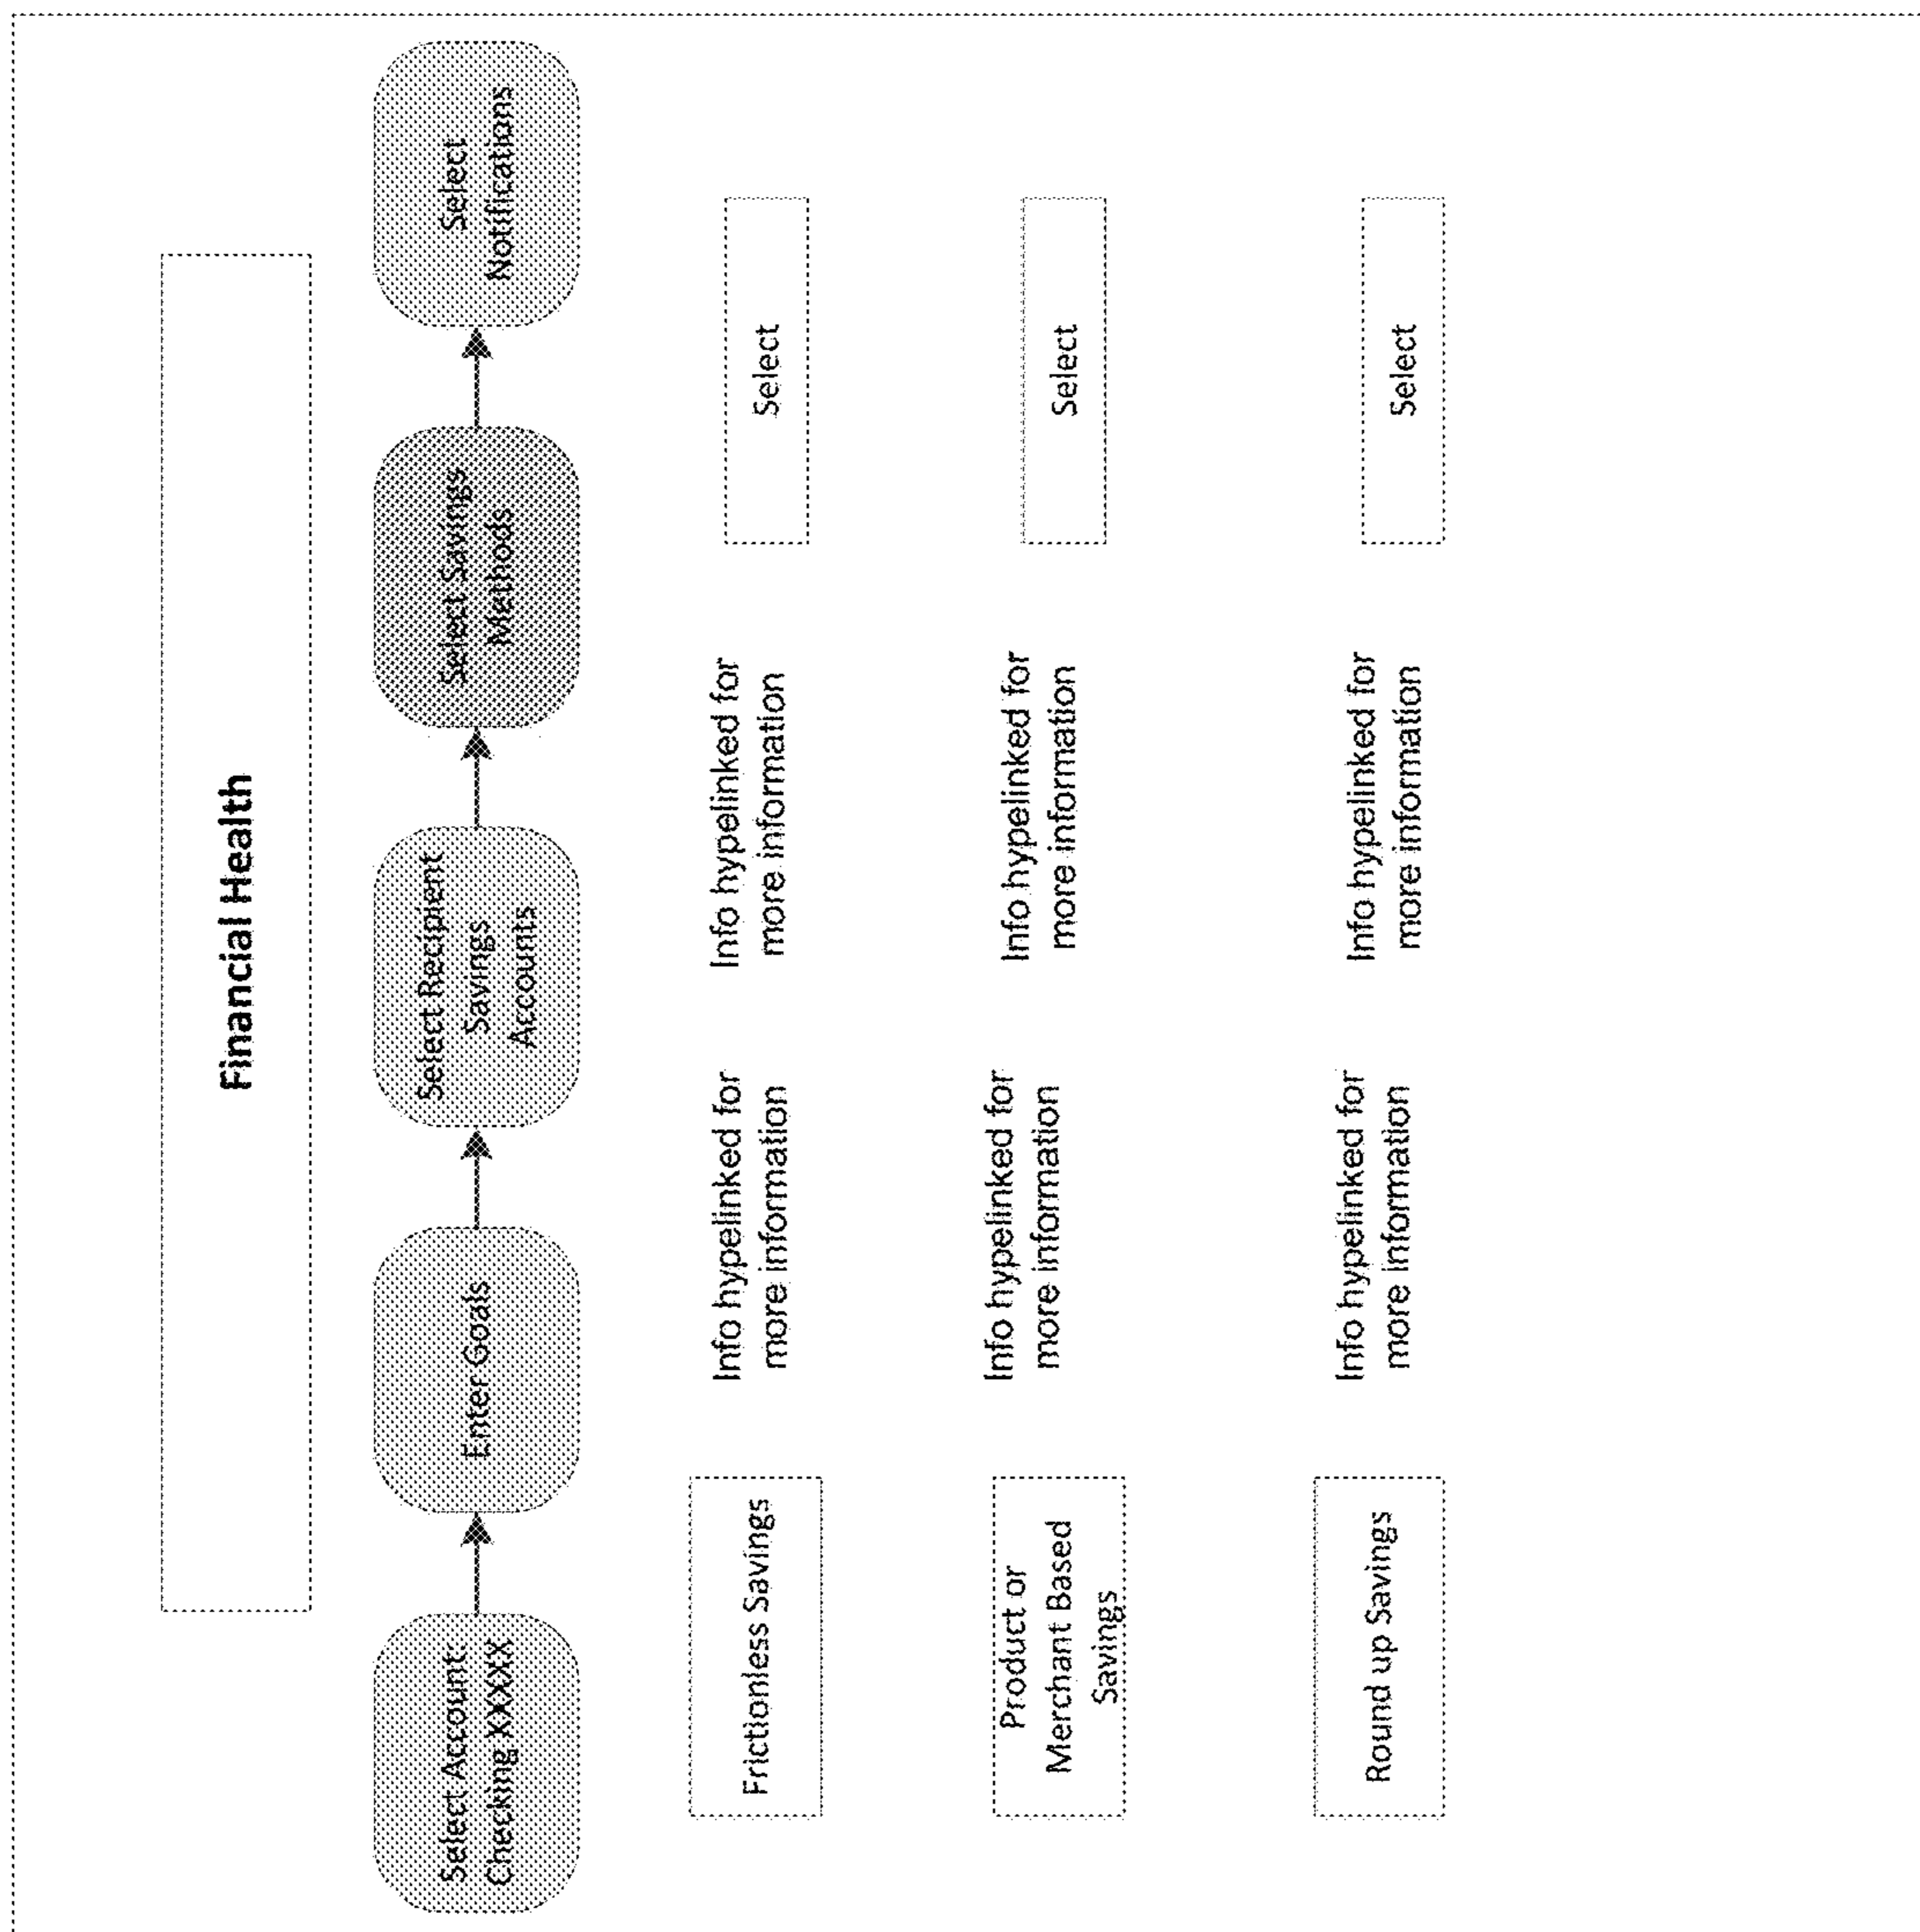 Financial Health
Select Account:
Checking XXXXX
Enter Goals
Select Recipient
Savings
Accounts
Select Savings
Methods
Select
Notifications
Frictionless Savings
Info hypelinked for
more information
Info hypelinked for
more information
Select
Product or
Merchant Based
Savings
Info hypelinked for
more information
Info hypelinked for
more information
Select
Round up Savings
Info hypelinked for
more information
Info hypelinked for
more information
Select